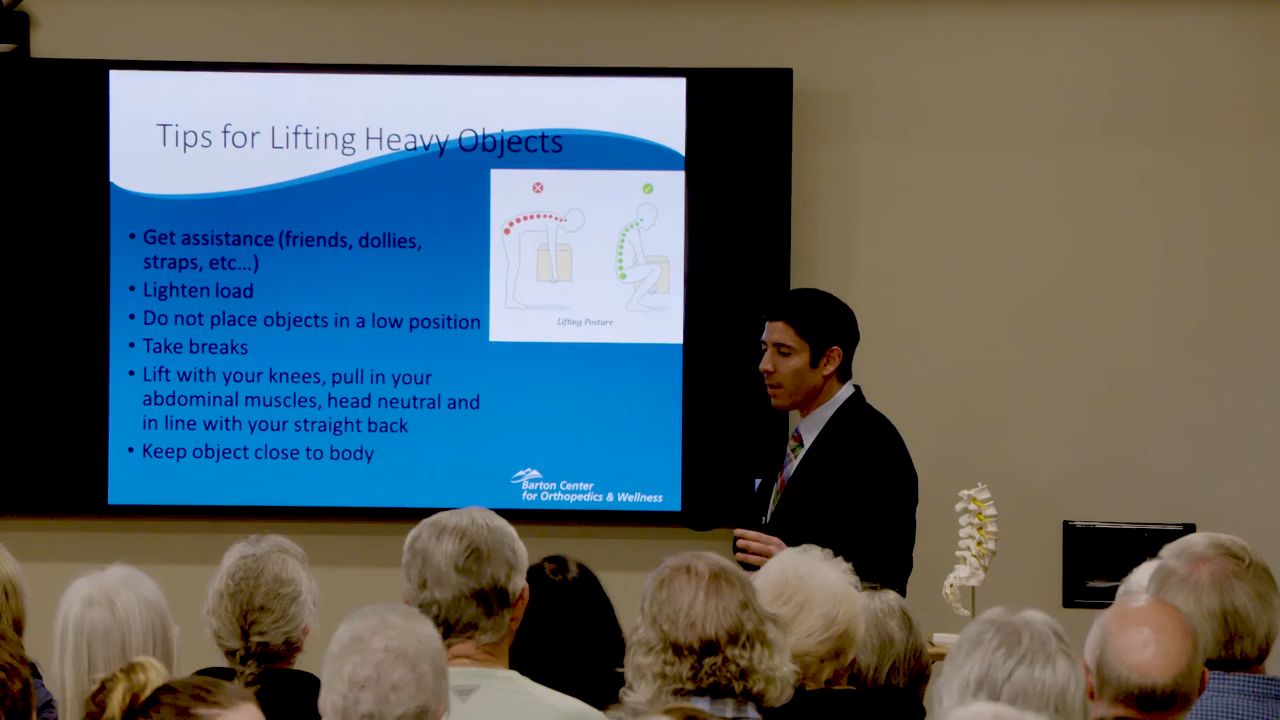 Tips for Lifting Heavy Objects
• Get assistance (friends, dollies,
straps, etc...)
• Lighten load
• Do not place objects in a low position
• Take breaks
• Lift with your knees, pull in your
abdominal muscles, head neutral and
in line with your straight back
• Keep object close to body
Lifting Posture
Barton Center
for Orthopedics & Wellness